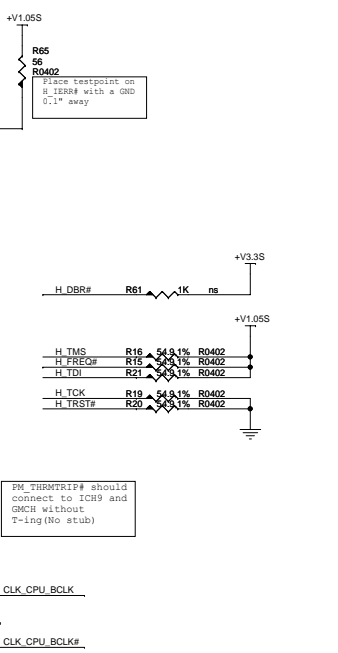 +V1.05S
R65
56
R0402
Place testpoint on
H_IERR# with a GND
0.1" away
+V3.3S
H_DBR# R61 1K ns
+V1.05S
H_TMS R16 54.9,1% R0402
H_FREQ# R15 54.9,1% R0402
H_TDI R21 54.9,1% R0402
H_TCK R19 54.9,1% R0402
H_TRST# R20 54.9,1% R0402
PM_THRMTRIP# should
connect to ICH9 and
GMCH without
T-ing(No stub)
CLK_CPU_BCLK
CLK_CPU_BCLK#